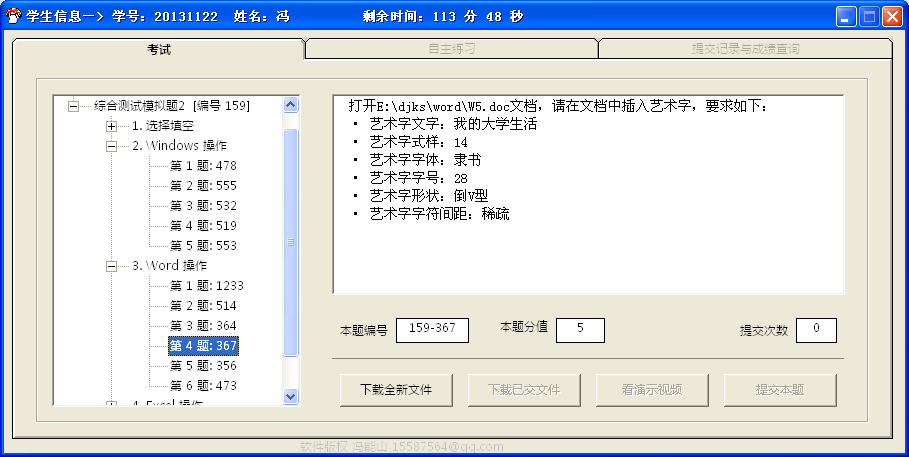 学生信息—> 学号：20131122 姓名：冯 剩余时间：113 分 48 秒
考试
自主练习
提交记录与成绩查询
综合测试模拟题2 [编号 159]
1. 选择填空
2. Windows 操作
第 1 题: 478
第 2 题: 555
第 3 题: 532
第 4 题: 519
第 5 题: 553
3. Word 操作
第 1 题: 1233
第 2 题: 514
第 3 题: 364
第 4 题: 367
第 5 题: 356
第 6 题: 473
4. Excel 操作
打开E:\djks\word\W5.doc文档，请在文档中插入艺术字，要求如下：
· 艺术字文字：我的大学生活
· 艺术字式样：14
· 艺术字字体：隶书
· 艺术字字号：28
· 艺术字形状：倒V型
· 艺术字字符间距：稀疏
本题编号 159-367 本题分值 5 提交次数 0
下载全新文件 下载已交文件 看演示视频 提交本题
软件版权 冯能山 15587564@qq.com